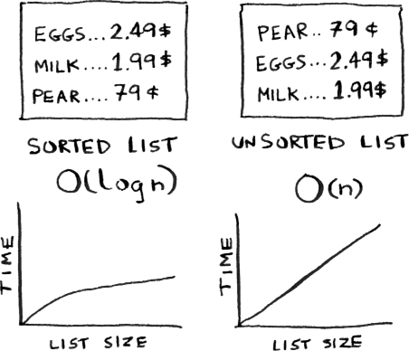 EGGS...2.49$
MILK....1.99$
PEAR....79¢
SORTED LIST
O(logn)
TIME
LIST SIZE
PEAR..79¢
EGGS...2.49$
MILK....1.99$
UNSORTED LIST
O(n)
TIME
LIST SIZE